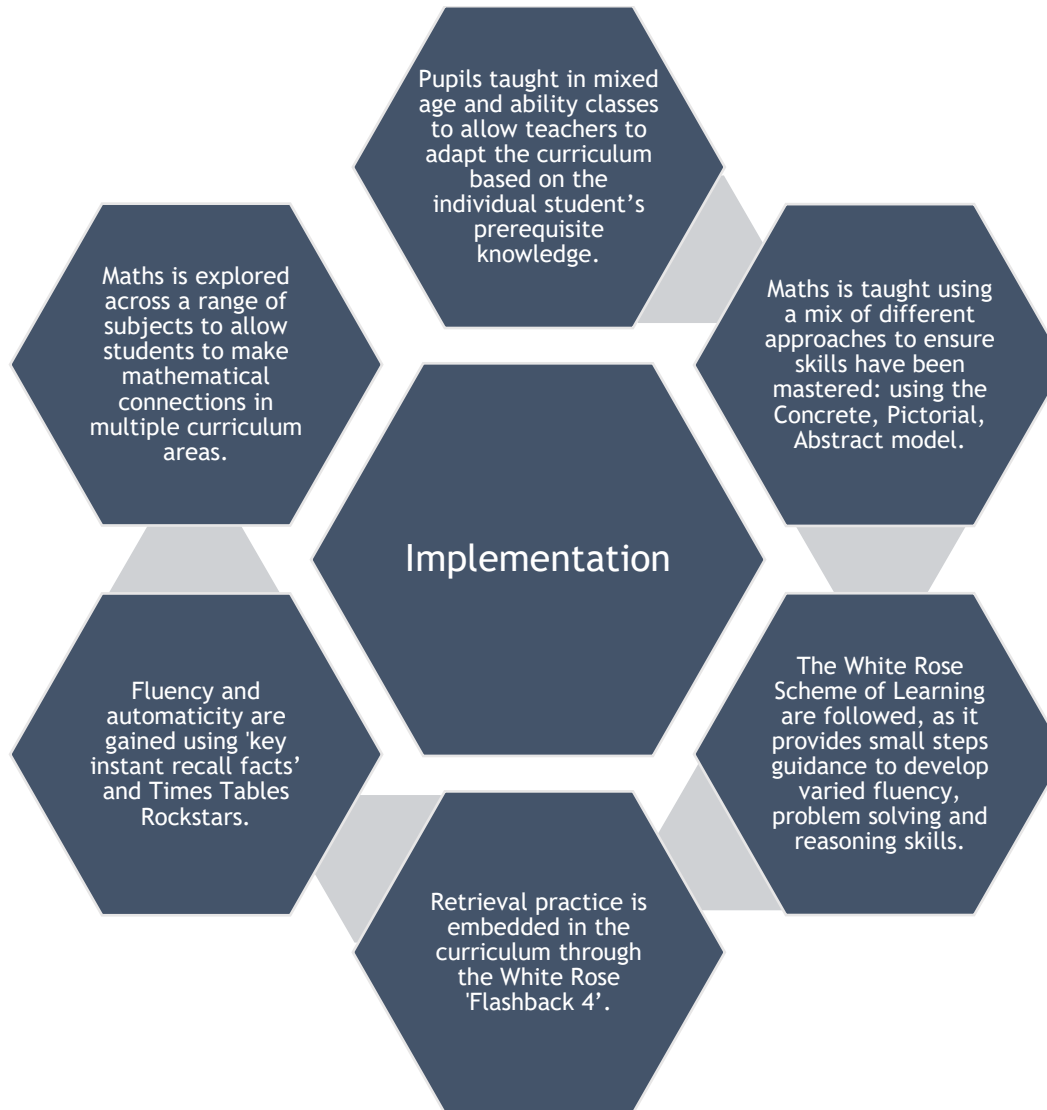 Pupils taught in mixed
age and ability classes
to allow teachers to
adapt the curriculum
based on the
individual student’s
prerequisite
knowledge.
Maths is taught using
a mix of different
approaches to ensure
skills have been
mastered: using the
Concrete, Pictorial,
Abstract model.
The White Rose
Scheme of Learning
are followed, as it
provides small steps
guidance to develop
varied fluency,
problem solving and
reasoning skills.
Retrieval practice is
embedded in the
curriculum through
the White Rose
'Flashback 4’.
Fluency and
automaticity are
gained using 'key
instant recall facts’
and Times Tables
Rockstars.
Maths is explored
across a range of
subjects to allow
students to make
mathematical
connections in
multiple curriculum
areas.
Implementation